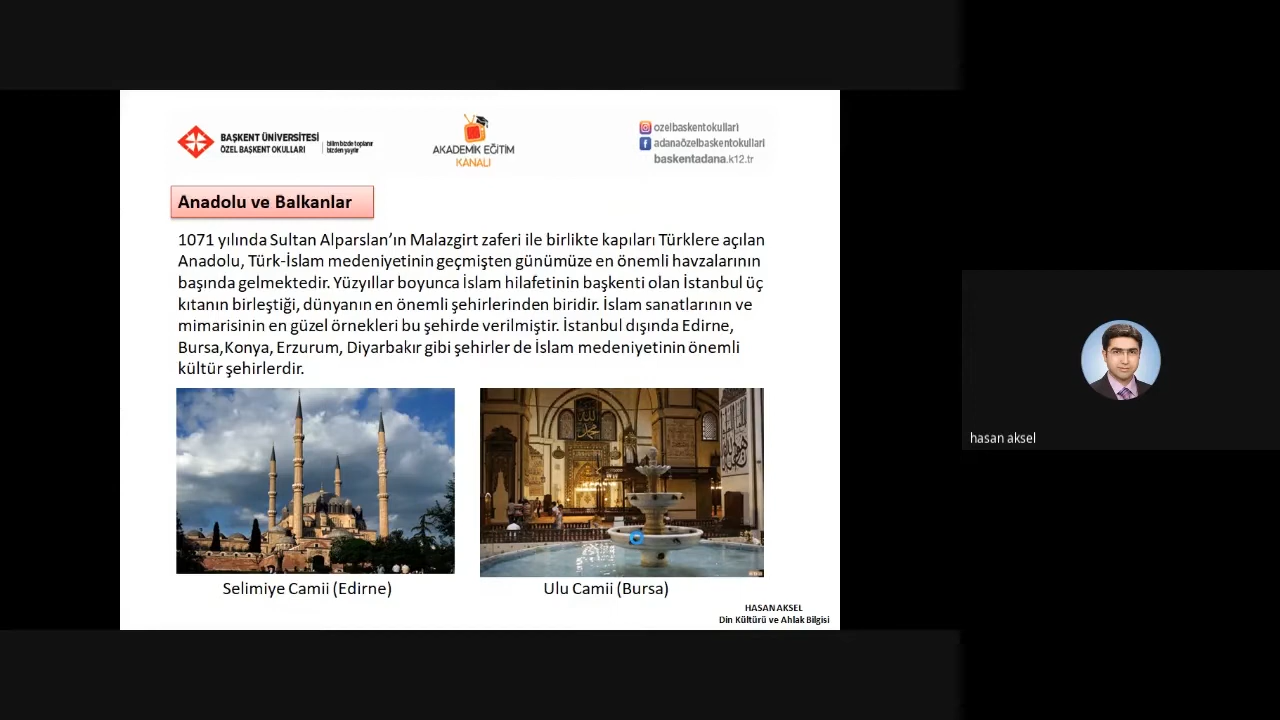 BAŞKENT ÜNİVERSİTESİ
ÖZEL BAŞKENT OKULLARI
bilim bizde toplanır
bizden yayılır
AKADEMİK EĞİTİM
KANALI
ozelbaskentokullari
adanaözelbaskentokullari
baskentadana.k12.tr
Anadolu ve Balkanlar
1071 yılında Sultan Alparslan’ın Malazgirt zaferi ile birlikte kapıları Türklere açılan
Anadolu, Türk-İslam medeniyetinin geçmişten günümüze en önemli havzalarının
başında gelmektedir. Yüzyıllar boyunca İslam hilafetinin başkenti olan İstanbul üç
kıtanın birleştiği, dünyanın en önemli şehirlerinden biridir. İslam sanatlarının ve
mimarisinin en güzel örnekleri bu şehirde verilmiştir. İstanbul dışında Edirne,
Bursa,Konya, Erzurum, Diyarbakır gibi şehirler de İslam medeniyetinin önemli
kültür şehirlerdir.
Selimiye Camii (Edirne)
Ulu Camii (Bursa)
HASAN AKSEL
Din Kültürü ve Ahlak Bilgisi
hasan aksel